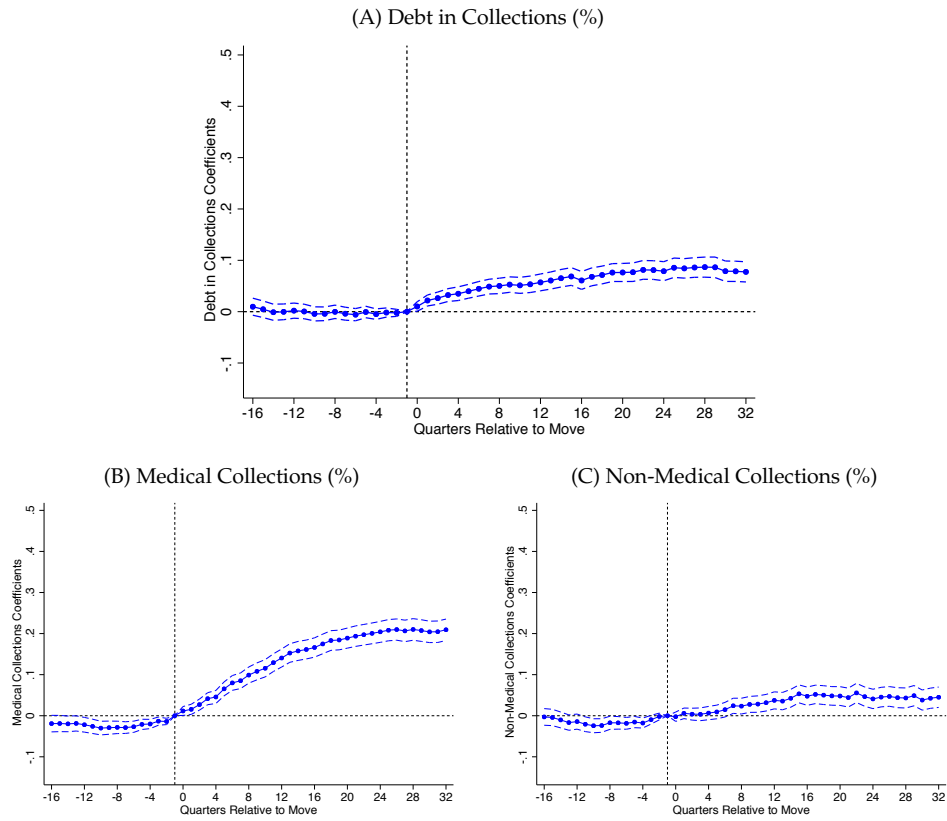 (A) Debt in Collections (%)
Debt in Collections Coefficients
.5
.4
.3
.2
.1
0
-.1
-16 -12 -8 -4 0 4 8 12 16 20 24 28 32
Quarters Relative to Move
(B) Medical Collections (%)
Medical Collections Coefficients
.5
.4
.3
.2
.1
0
-.1
-16 -12 -8 -4 0 4 8 12 16 20 24 28 32
Quarters Relative to Move
(C) Non-Medical Collections (%)
Non-Medical Collections Coefficients
.5
.4
.3
.2
.1
0
-.1
-16 -12 -8 -4 0 4 8 12 16 20 24 28 32
Quarters Relative to Move